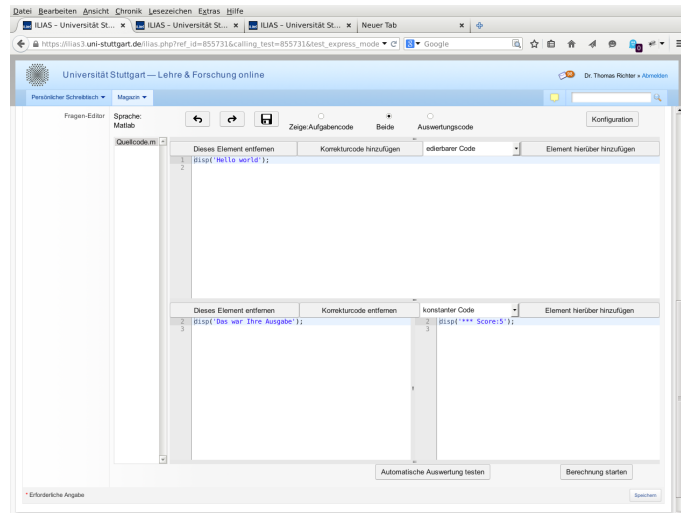 Datei Bearbeiten Ansicht Chronik Lesezeichen Extras Hilfe
ILIAS – Universität St... × ILIAS – Universität St... × ILIAS – Universität St... × Neuer Tab ×
https://ilias3.uni-stuttgart.de/ilias.php?ref_id=855731&calling_test=855731&test_express_mode Google
Universität Stuttgart — Lehre & Forschung online
Dr. Thomas Richter » Abmelden
Persönlicher Schreibtisch Magazin
Fragen-Editor
Sprache:
Matlab
Zeige:Aufgabencode Beide Auswertungscode
Konfiguration
Quellcode.m
Dieses Element entfernen Korrekturcode hinzufügen edierbarer Code Element hierüber hinzufügen
1 disp('Hello world');
2
Dieses Element entfernen Korrekturcode entfernen konstanter Code Element hierüber hinzufügen
2 disp('Das war Ihre Ausgabe');
3
2 disp('*** Score:5');
3
Automatische Auswertung testen Berechnung starten
* Erforderliche Angabe
Speichern